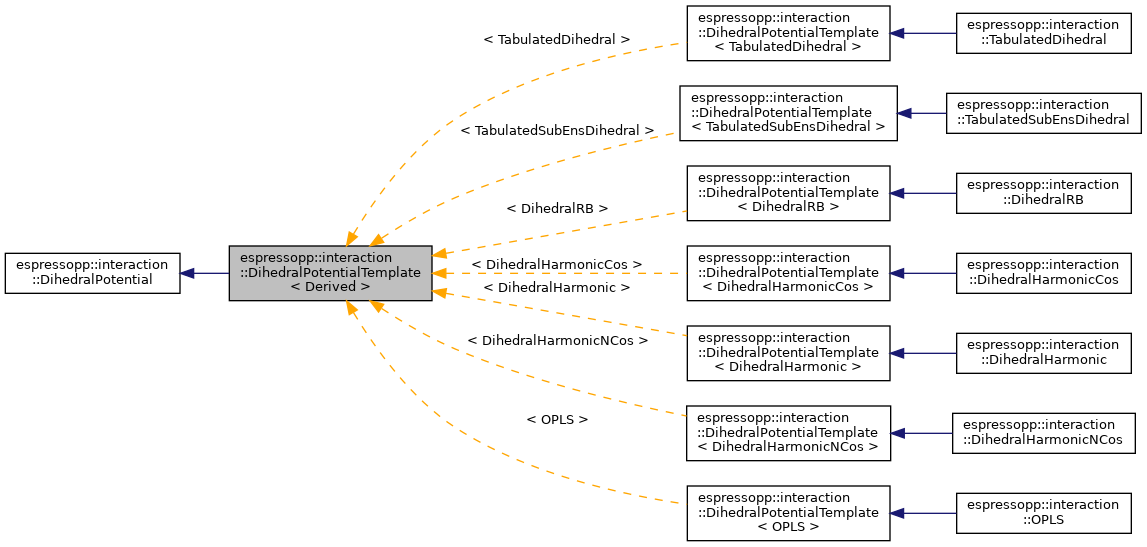 espressopp::interaction
::DihedralPotential
espressopp::interaction
::DihedralPotentialTemplate
< Derived >
< TabulatedDihedral >
< TabulatedSubEnsDihedral >
< DihedralRB >
< DihedralHarmonicCos >
< DihedralHarmonic >
< DihedralHarmonicNCos >
< OPLS >
espressopp::interaction
::DihedralPotentialTemplate
< TabulatedDihedral >
espressopp::interaction
::TabulatedDihedral
espressopp::interaction
::DihedralPotentialTemplate
< TabulatedSubEnsDihedral >
espressopp::interaction
::TabulatedSubEnsDihedral
espressopp::interaction
::DihedralPotentialTemplate
< DihedralRB >
espressopp::interaction
::DihedralRB
espressopp::interaction
::DihedralPotentialTemplate
< DihedralHarmonicCos >
espressopp::interaction
::DihedralHarmonicCos
espressopp::interaction
::DihedralPotentialTemplate
< DihedralHarmonic >
espressopp::interaction
::DihedralHarmonic
espressopp::interaction
::DihedralPotentialTemplate
< DihedralHarmonicNCos >
espressopp::interaction
::DihedralHarmonicNCos
espressopp::interaction
::DihedralPotentialTemplate
< OPLS >
espressopp::interaction
::OPLS